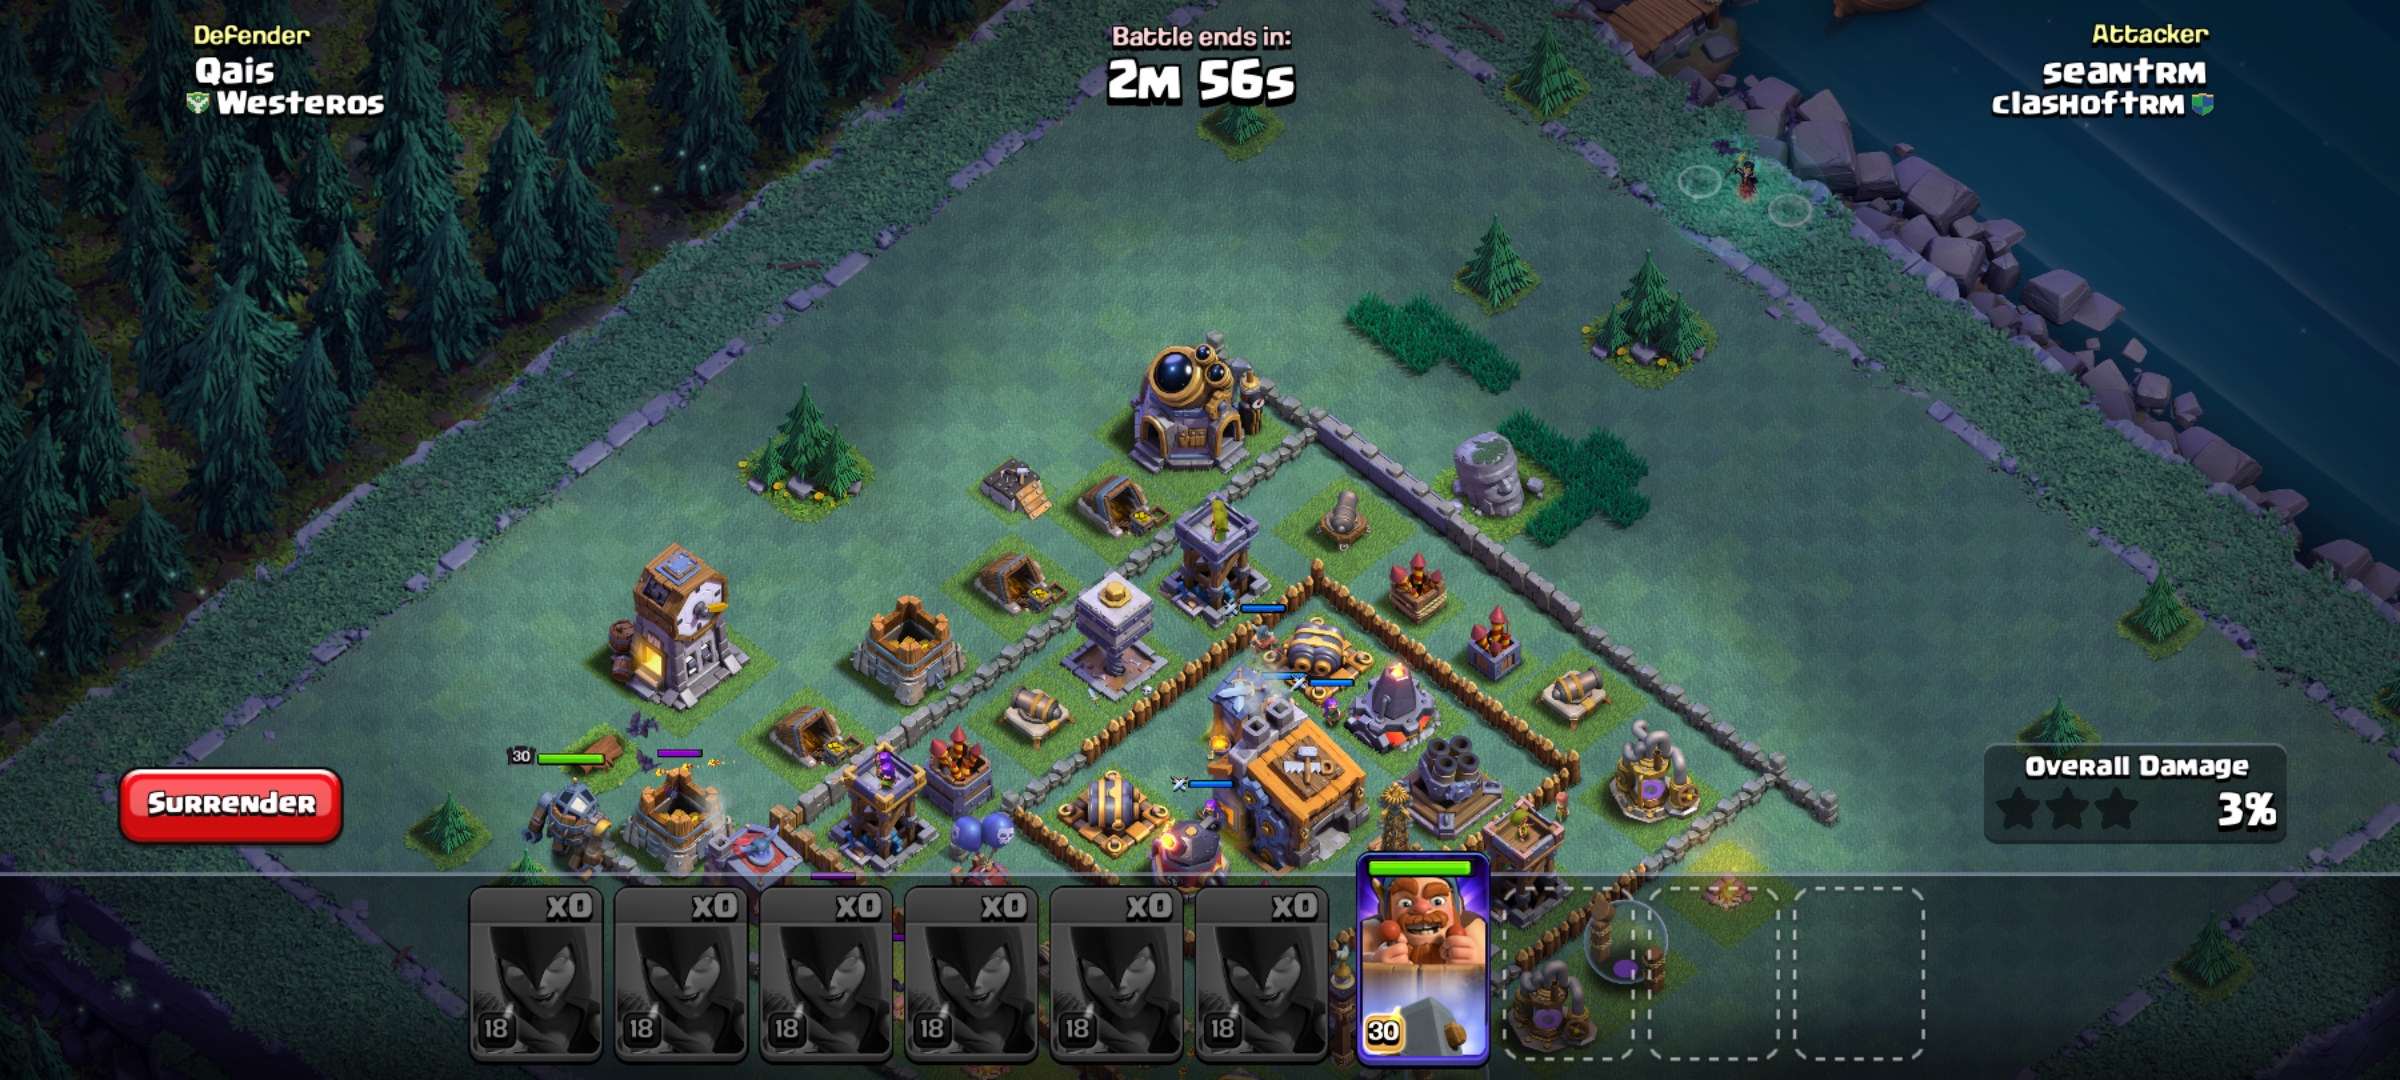 Defender
Qais
Westeros
Battle ends in:
2M 56s
Attacker
seantRM
clashoftRM
30
Surrender
Overall Damage
3%
x0
x0
x0
x0
x0
x0
18
18
18
18
18
18
30